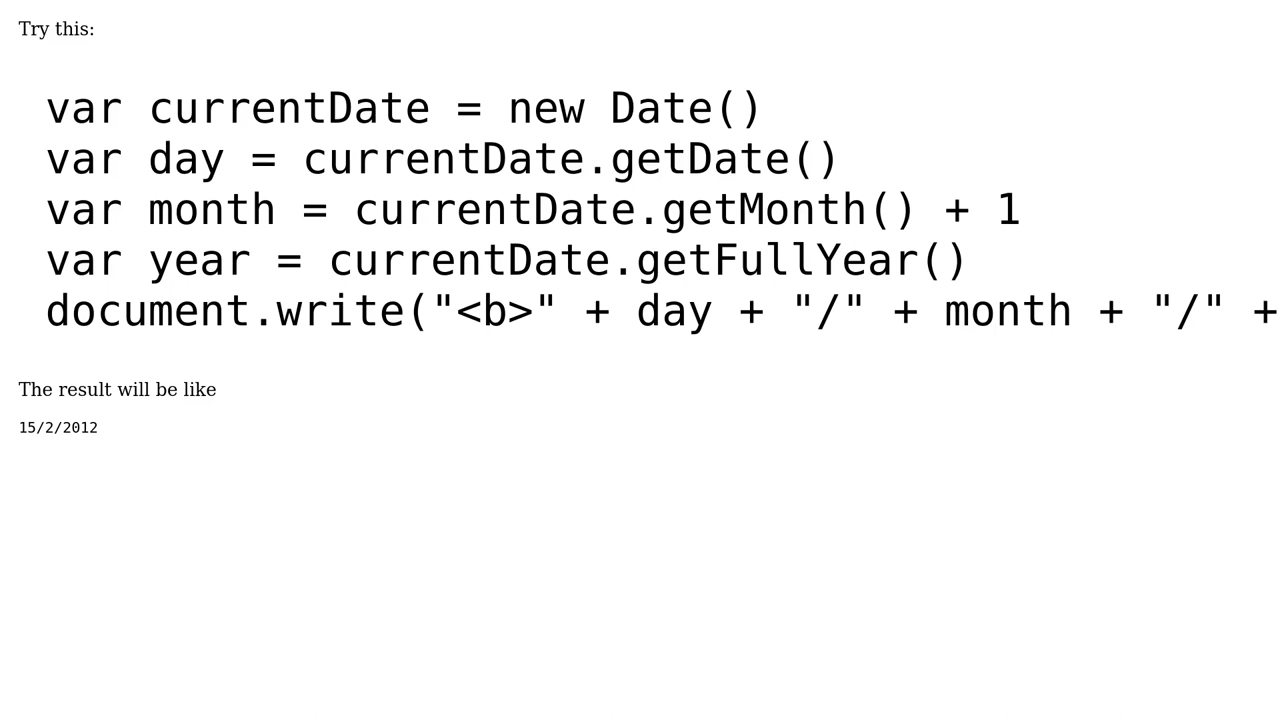 Try this:
var currentDate = new Date()
var day = currentDate.getDate()
var month = currentDate.getMonth() + 1
var year = currentDate.getFullYear()
document.write("<b>" + day + "/" + month + "/" +
The result will be like
15/2/2012